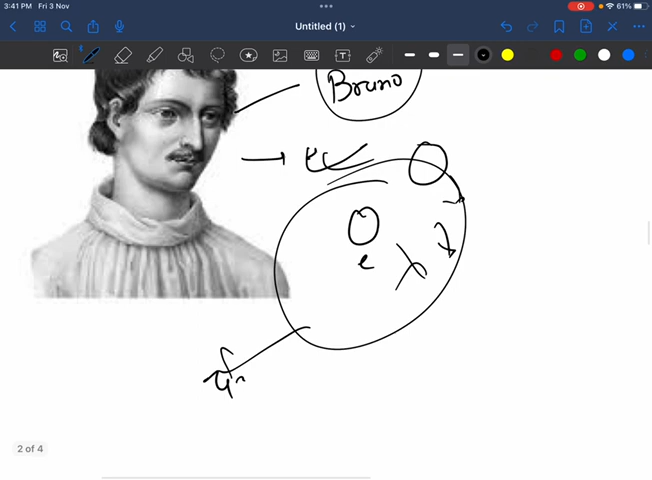 3:41 PM Fri 3 Nov
61%
Untitled (1)
T
Bruno
e
2 of 4